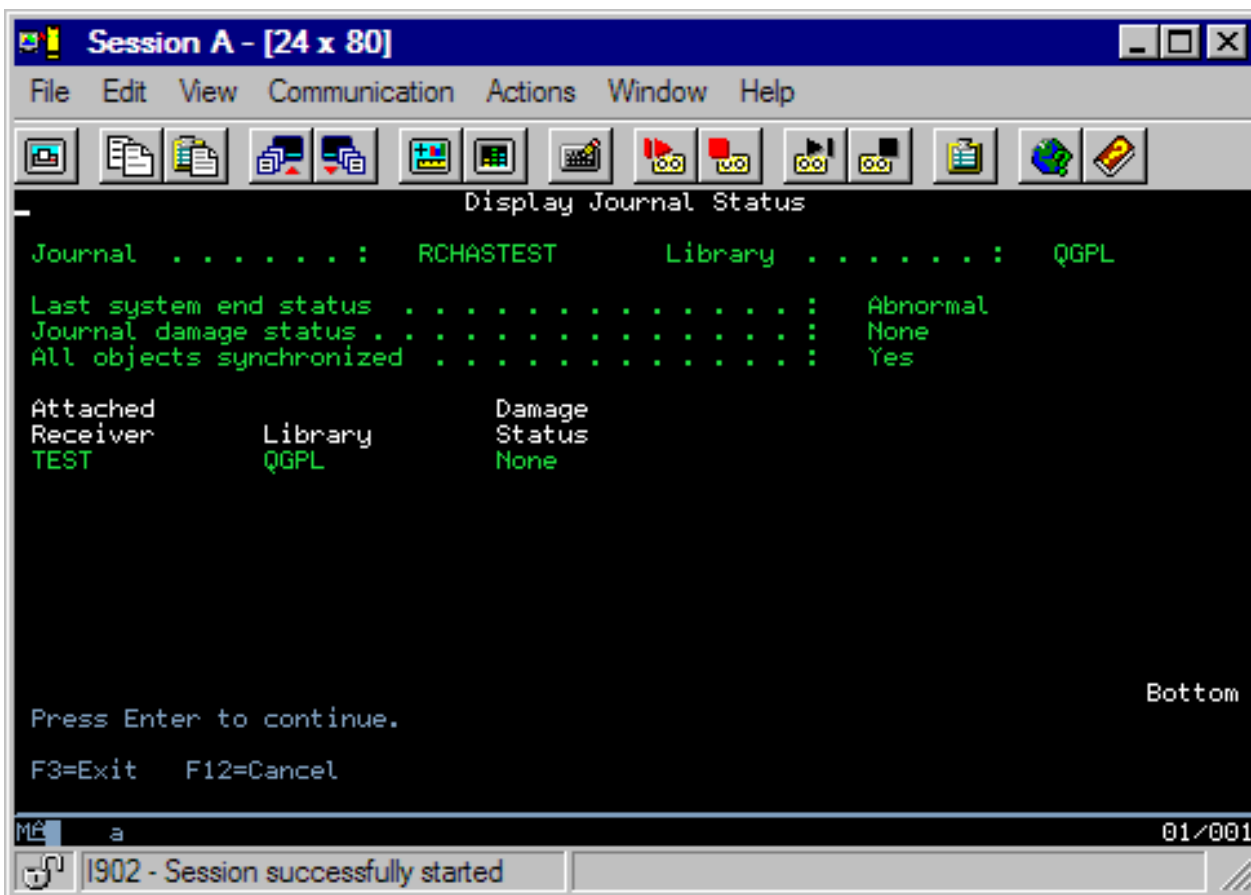 Session A - [24 x 80]
File Edit View Communication Actions Window Help
Display Journal Status
Journal . . . . . . : RCHASTEST Library . . . . . . : QGPL
Last system end status . . . . . . . . . . . . . . : Abnormal
Journal damage status . . . . . . . . . . . . . . . : None
All objects synchronized . . . . . . . . . . . . . : Yes
Attached Damage
Receiver Library Status
TEST QGPL None
Bottom
Press Enter to continue.
F3=Exit F12=Cancel
MA a 01/001
I902 - Session successfully started